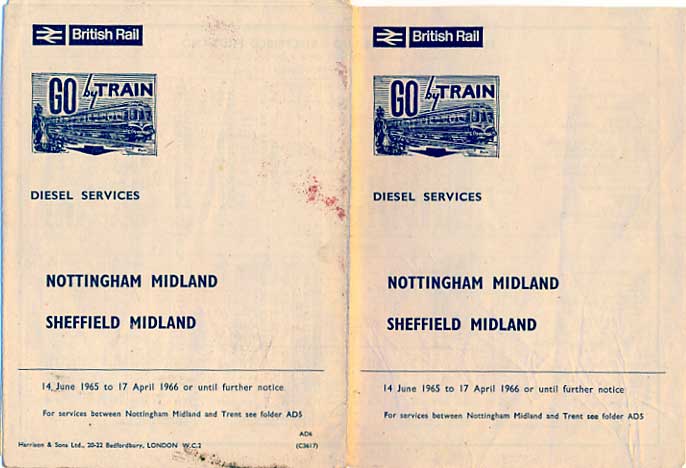 British Rail
GO by TRAIN
DIESEL SERVICES
NOTTINGHAM MIDLAND
SHEFFIELD MIDLAND
14 June 1965 to 17 April 1966 or until further notice
For services between Nottingham Midland and Trent see folder AD5
AD6
Harrison & Sons Ltd., 20-22 Bedfordbury, LONDON W.C.2 (C3617)
British Rail
GO by TRAIN
DIESEL SERVICES
NOTTINGHAM MIDLAND
SHEFFIELD MIDLAND
14 June 1965 to 17 April 1966 or until further notice
For services between Nottingham Midland and Trent see folder AD5